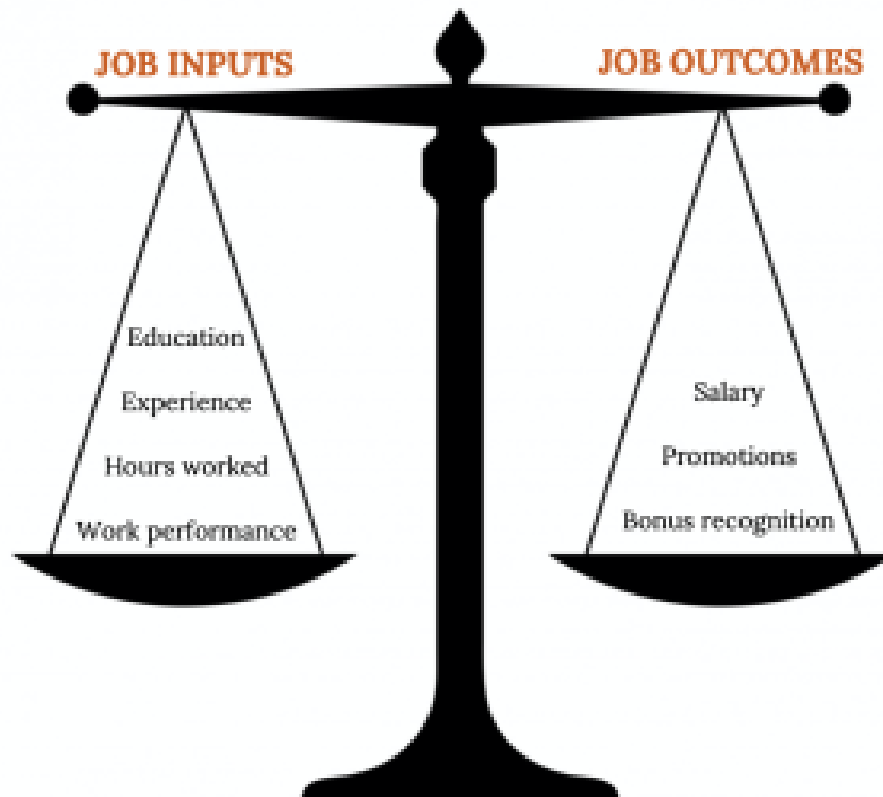 JOB INPUTS
JOB OUTCOMES
Education
Experience
Hours worked
Work performance
Salary
Promotions
Bonus recognition